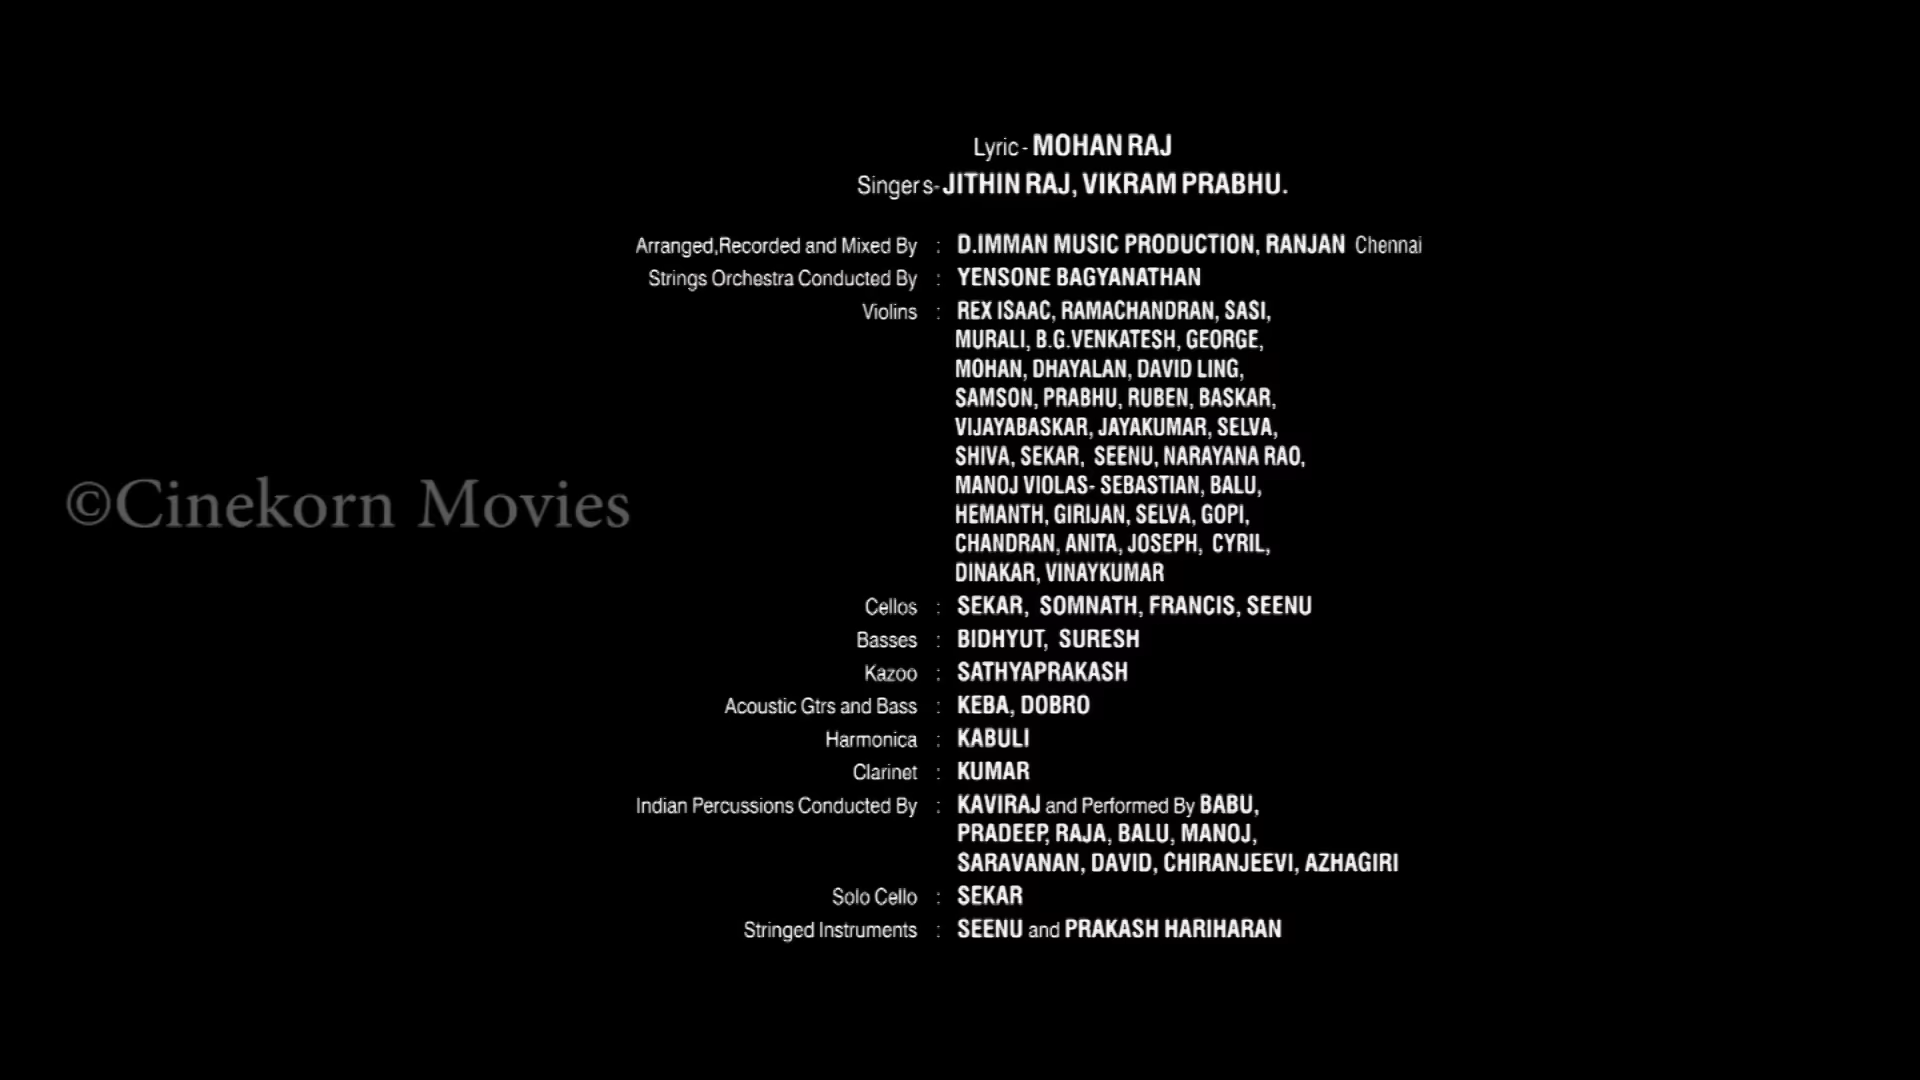 Lyric - MOHAN RAJ
Singers- JITHIN RAJ, VIKRAM PRABHU.
Arranged,Recorded and Mixed By : D.IMMAN MUSIC PRODUCTION, RANJAN Chennai
Strings Orchestra Conducted By : YENSONE BAGYANATHAN
Violins : REX ISAAC, RAMACHANDRAN, SASI,
MURALI, B.G.VENKATESH, GEORGE,
MOHAN, DHAYALAN, DAVID LING,
SAMSON, PRABHU, RUBEN, BASKAR,
VIJAYABASKAR, JAYAKUMAR, SELVA,
SHIVA, SEKAR, SEENU, NARAYANA RAO,
MANOJ VIOLAS- SEBASTIAN, BALU,
©Cinekorn Movies
HEMANTH, GIRIJAN, SELVA, GOPI,
CHANDRAN, ANITA, JOSEPH, CYRIL,
DINAKAR, VINAYKUMAR
Cellos : SEKAR, SOMNATH, FRANCIS, SEENU
Basses : BIDHYUT, SURESH
Kazoo : SATHYAPRAKASH
Acoustic Gtrs and Bass : KEBA, DOBRO
Harmonica : KABULI
Clarinet : KUMAR
Indian Percussions Conducted By : KAVIRAJ and Performed By BABU,
PRADEEP, RAJA, BALU, MANOJ,
SARAVANAN, DAVID, CHIRANJEEVI, AZHAGIRI
Solo Cello : SEKAR
Stringed Instruments : SEENU and PRAKASH HARIHARAN